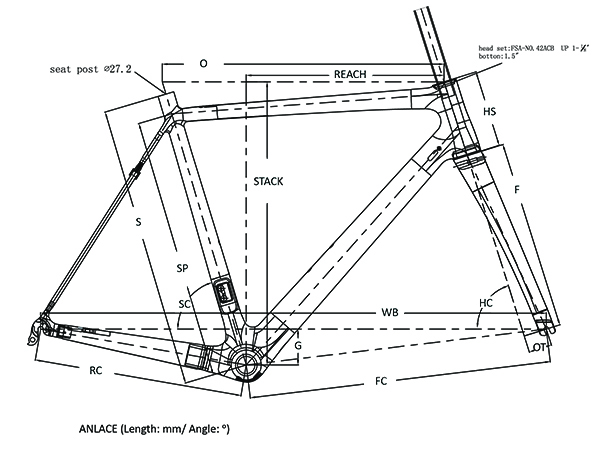 O
head set:FSA-NO.42ACB UP 1-⅛"
botton:1.5"
seat post ⌀27.2
REACH
HS
STACK
F
S
SP
SC
HC
WB
G
OT
RC
FC
ANLACE (Length: mm/ Angle: °)